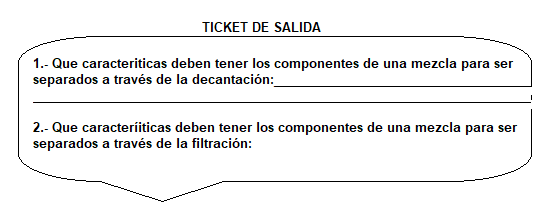 TICKET DE SALIDA
1.- Que caracteriticas deben tener los componentes de una mezcla para ser
separados a través de la decantación:
2.- Que caracteríiticas deben tener los componentes de una mezcla para ser
separados a través de la filtración: